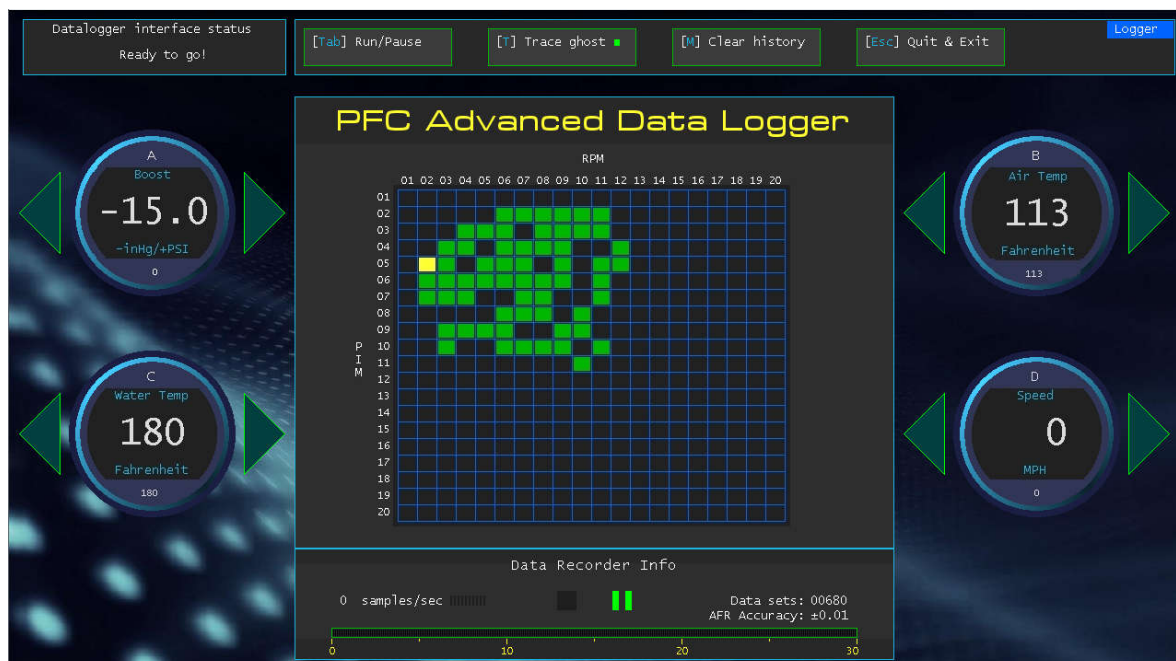 Datalogger interface status
Ready to go!
[Tab] Run/Pause
[T] Trace ghost
[M] Clear history
[Esc] Quit & Exit
Logger
PFC Advanced Data Logger
RPM
01 02 03 04 05 06 07 08 09 10 11 12 13 14 15 16 17 18 19 20
PIM
01
02
03
04
05
06
07
08
09
10
11
12
13
14
15
16
17
18
19
20
A
Boost
-15.0
-inHg/+PSI
0
B
Air Temp
113
Fahrenheit
113
C
Water Temp
180
Fahrenheit
180
D
Speed
0
MPH
0
Data Recorder Info
0 samples/sec
Data sets: 00680
AFR Accuracy: ±0.01
0 10 20 30